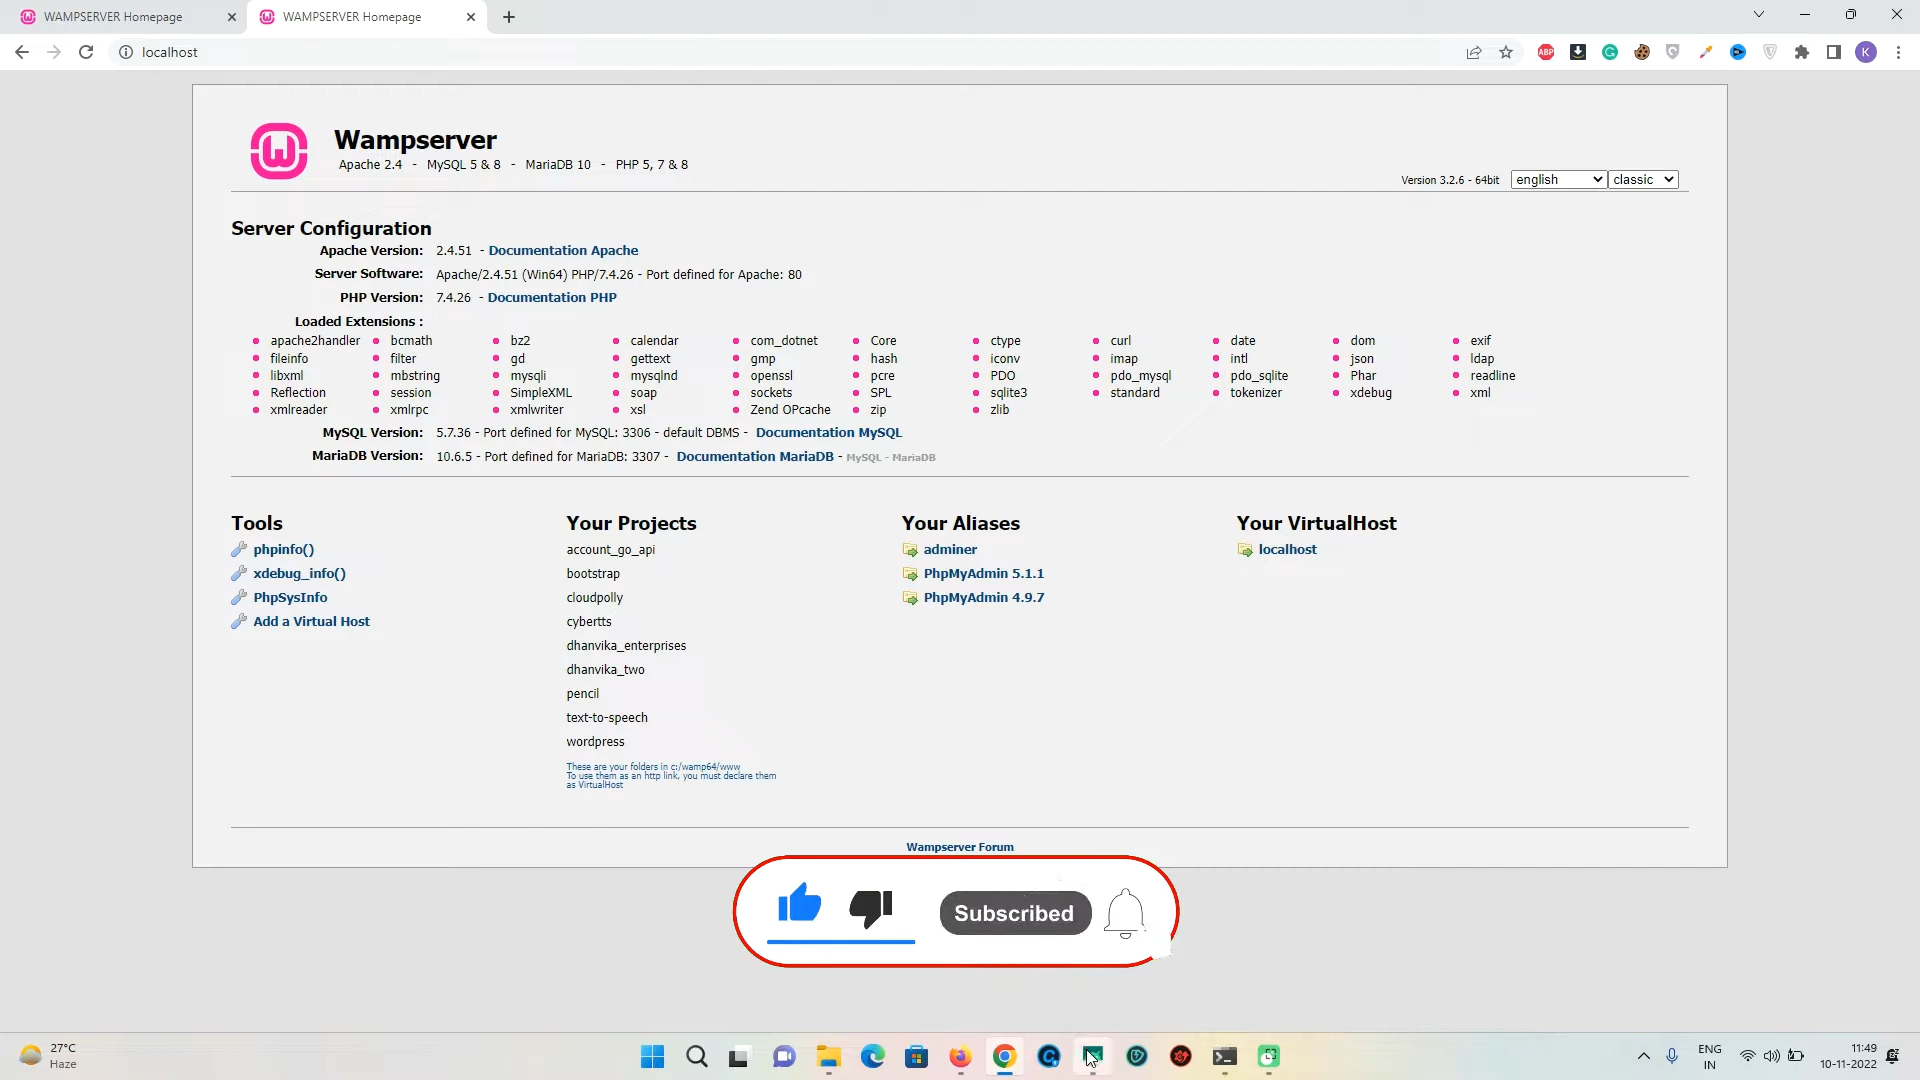 WAMPSERVER Homepage
WAMPSERVER Homepage
localhost
ABP
K
Wampserver
Apache 2.4 - MySQL 5 & 8 - MariaDB 10 - PHP 5, 7 & 8
Version 3.2.6 - 64bit english classic
Server Configuration
Apache Version: 2.4.51 - Documentation Apache
Server Software: Apache/2.4.51 (Win64) PHP/7.4.26 - Port defined for Apache: 80
PHP Version: 7.4.26 - Documentation PHP
Loaded Extensions :
apache2handler bcmath bz2 calendar com_dotnet Core ctype curl date dom exif
fileinfo filter gd gettext gmp hash iconv imap intl json ldap
libxml mbstring mysqli mysqlnd openssl pcre PDO pdo_mysql pdo_sqlite Phar readline
Reflection session SimpleXML soap sockets SPL sqlite3 standard tokenizer xdebug xml
xmlreader xmlrpc xmlwriter xsl Zend OPcache zip zlib
MySQL Version: 5.7.36 - Port defined for MySQL: 3306 - default DBMS - Documentation MySQL
MariaDB Version: 10.6.5 - Port defined for MariaDB: 3307 - Documentation MariaDB - MySQL - MariaDB
Tools
phpinfo()
xdebug_info()
PhpSysInfo
Add a Virtual Host
Your Projects
account_go_api
bootstrap
cloudpolly
cybertts
dhanvika_enterprises
dhanvika_two
pencil
text-to-speech
wordpress
These are your folders in c:/wamp64/www
To use them as an http link, you must declare them
as VirtualHost
Your Aliases
adminer
PhpMyAdmin 5.1.1
PhpMyAdmin 4.9.7
Your VirtualHost
localhost
Wampserver Forum
Subscribed
27°C
Haze
ENG
IN
11:49
10-11-2022